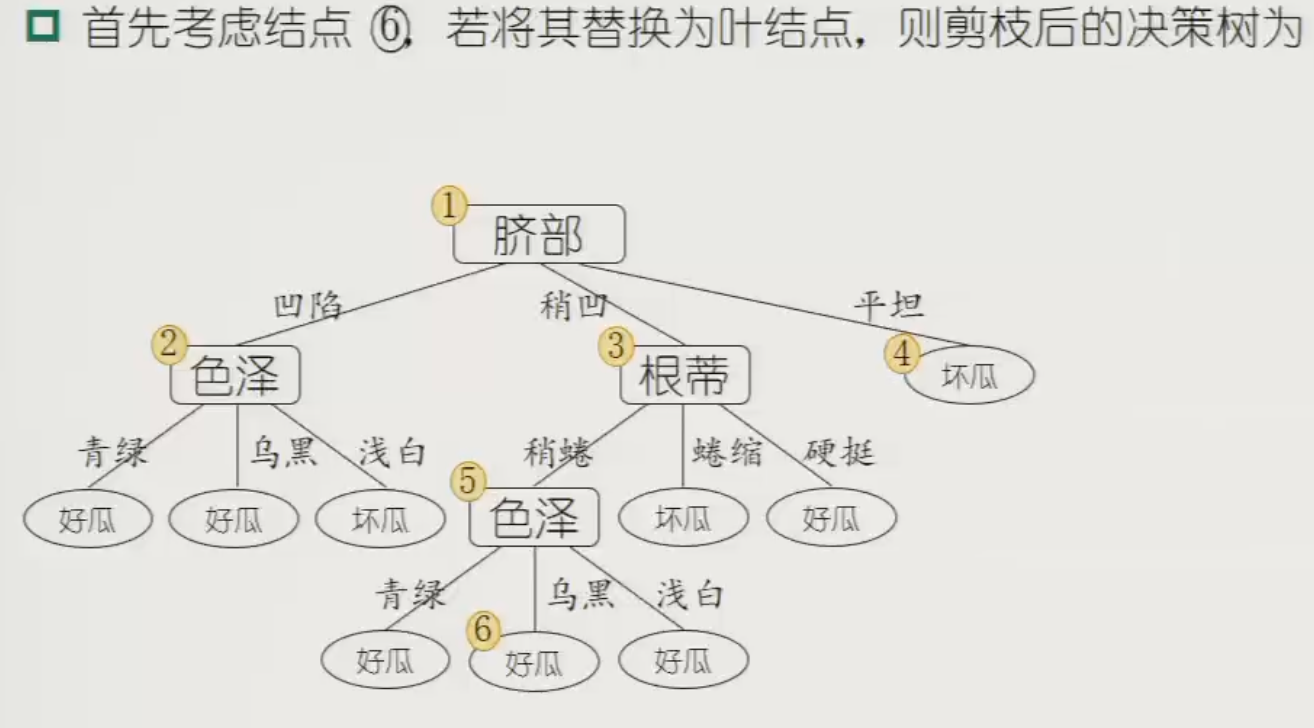 首先考虑结点⑥，若将其替换为叶结点，则剪枝后的决策树为
① 脐部
凹陷 稍凹 平坦
② 色泽 ③ 根蒂 ④ 坏瓜
青绿 乌黑 浅白 稍蜷 蜷缩 硬挺
好瓜 好瓜 坏瓜 ⑤ 色泽 坏瓜 好瓜
青绿 乌黑 浅白
好瓜 ⑥ 好瓜 好瓜